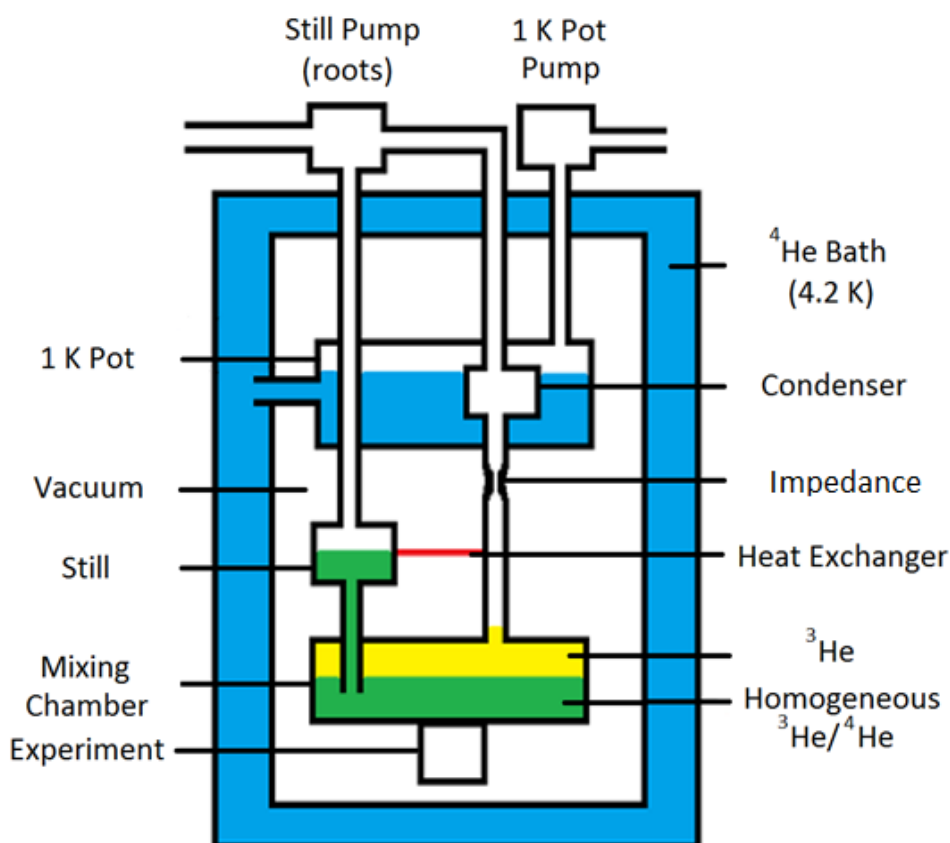 Still Pump
(roots)
1 K Pot
Pump
4He Bath
(4.2 K)
1 K Pot
Condenser
Vacuum
Impedance
Still
Heat Exchanger
3He
Mixing
Chamber
Homogeneous
3He/4He
Experiment